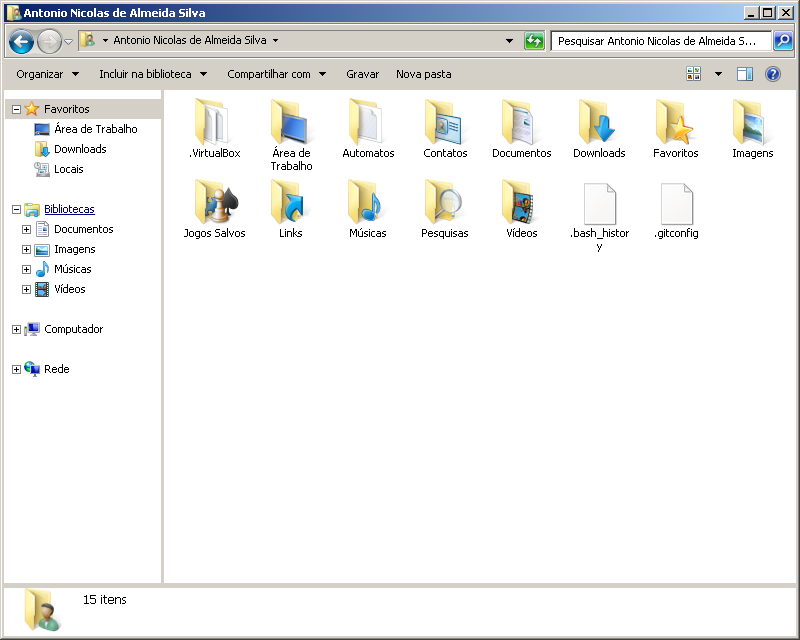 Antonio Nicolas de Almeida Silva
Antonio Nicolas de Almeida Silva
Pesquisar Antonio Nicolas de Almeida S...
Organizar Incluir na biblioteca Compartilhar com Gravar Nova pasta
Favoritos
Área de Trabalho
Downloads
Locais
Bibliotecas
Documentos
Imagens
Músicas
Vídeos
Computador
Rede
.VirtualBox
Área de
Trabalho
Automatos
Contatos
Documentos
Downloads
Favoritos
Imagens
Jogos Salvos
Links
Músicas
Pesquisas
Vídeos
.bash_histor
y
.gitconfig
15 itens